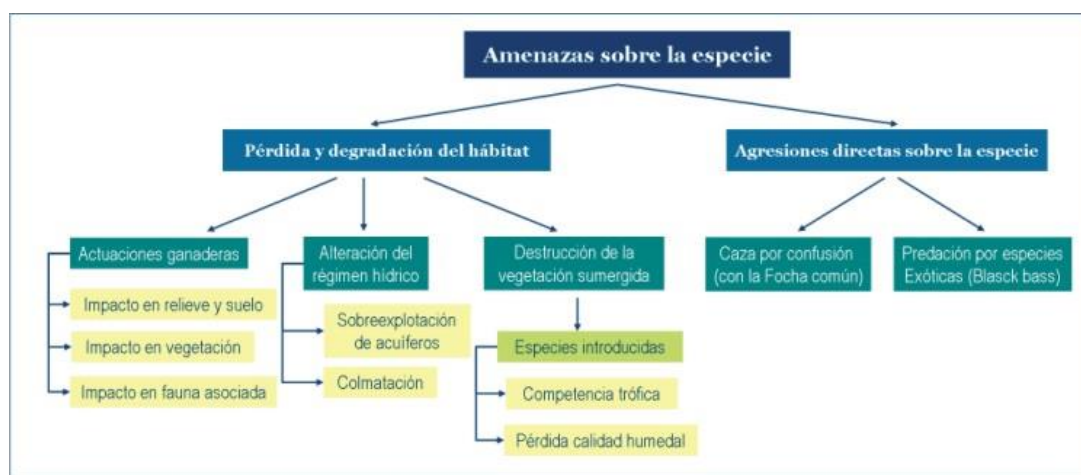 Amenazas sobre la especie
Pérdida y degradación del hábitat
Agresiones directas sobre la especie
Actuaciones ganaderas
Impacto en relieve y suelo
Impacto en vegetación
Impacto en fauna asociada
Alteración del
régimen hídrico
Sobreexplotación
de acuíferos
Colmatación
Destrucción de la
vegetación sumergida
Especies introducidas
Competencia trófica
Pérdida calidad humedal
Caza por confusión
(con la Focha común)
Predación por especies
Exóticas (Blasck bass)